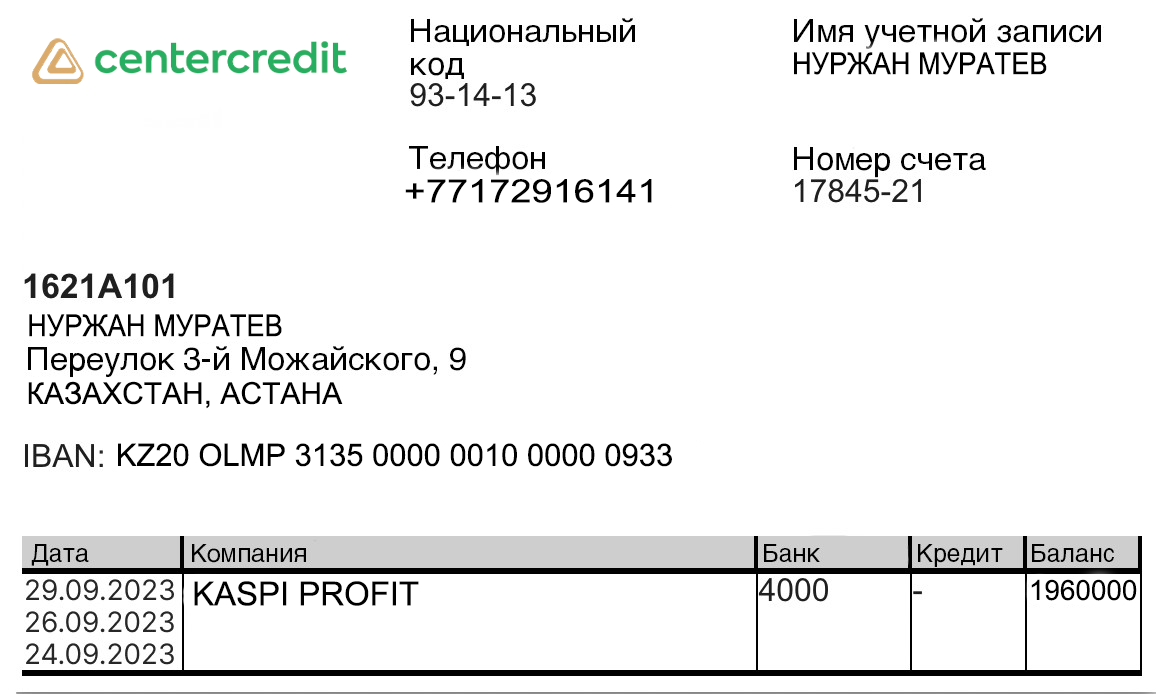 centercredit
Национальный
код
93-14-13
Имя учетной записи
НУРЖАН МУРАТЕВ
Телефон
+77172916141
Номер счета
17845-21
1621A101
НУРЖАН МУРАТЕВ
Переулок 3-й Можайского, 9
КАЗАХСТАН, АСТАНА
IBAN: KZ20 OLMP 3135 0000 0010 0000 0933
Дата Компания Банк Кредит Баланс
29.09.2023 KASPI PROFIT 4000 - 1960000
26.09.2023
24.09.2023